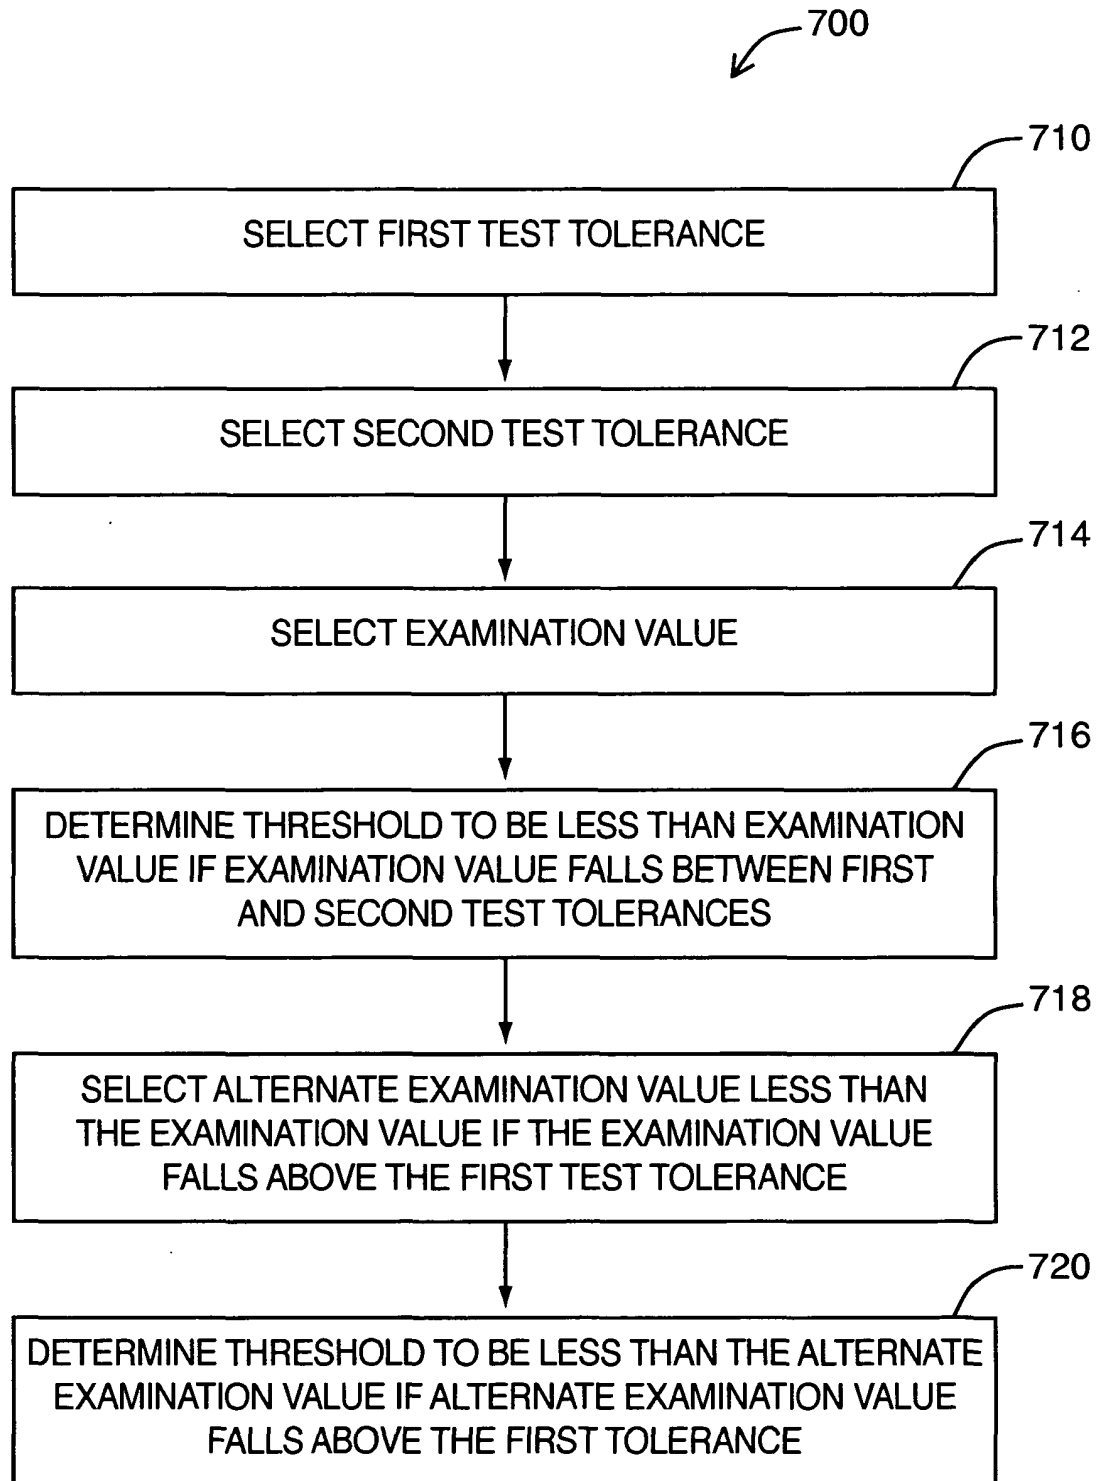 700
710
SELECT FIRST TEST TOLERANCE
712
SELECT SECOND TEST TOLERANCE
714
SELECT EXAMINATION VALUE
716
DETERMINE THRESHOLD TO BE LESS THAN EXAMINATION
VALUE IF EXAMINATION VALUE FALLS BETWEEN FIRST
AND SECOND TEST TOLERANCES
718
SELECT ALTERNATE EXAMINATION VALUE LESS THAN
THE EXAMINATION VALUE IF THE EXAMINATION VALUE
FALLS ABOVE THE FIRST TEST TOLERANCE
720
DETERMINE THRESHOLD TO BE LESS THAN THE ALTERNATE
EXAMINATION VALUE IF ALTERNATE EXAMINATION VALUE
FALLS ABOVE THE FIRST TOLERANCE